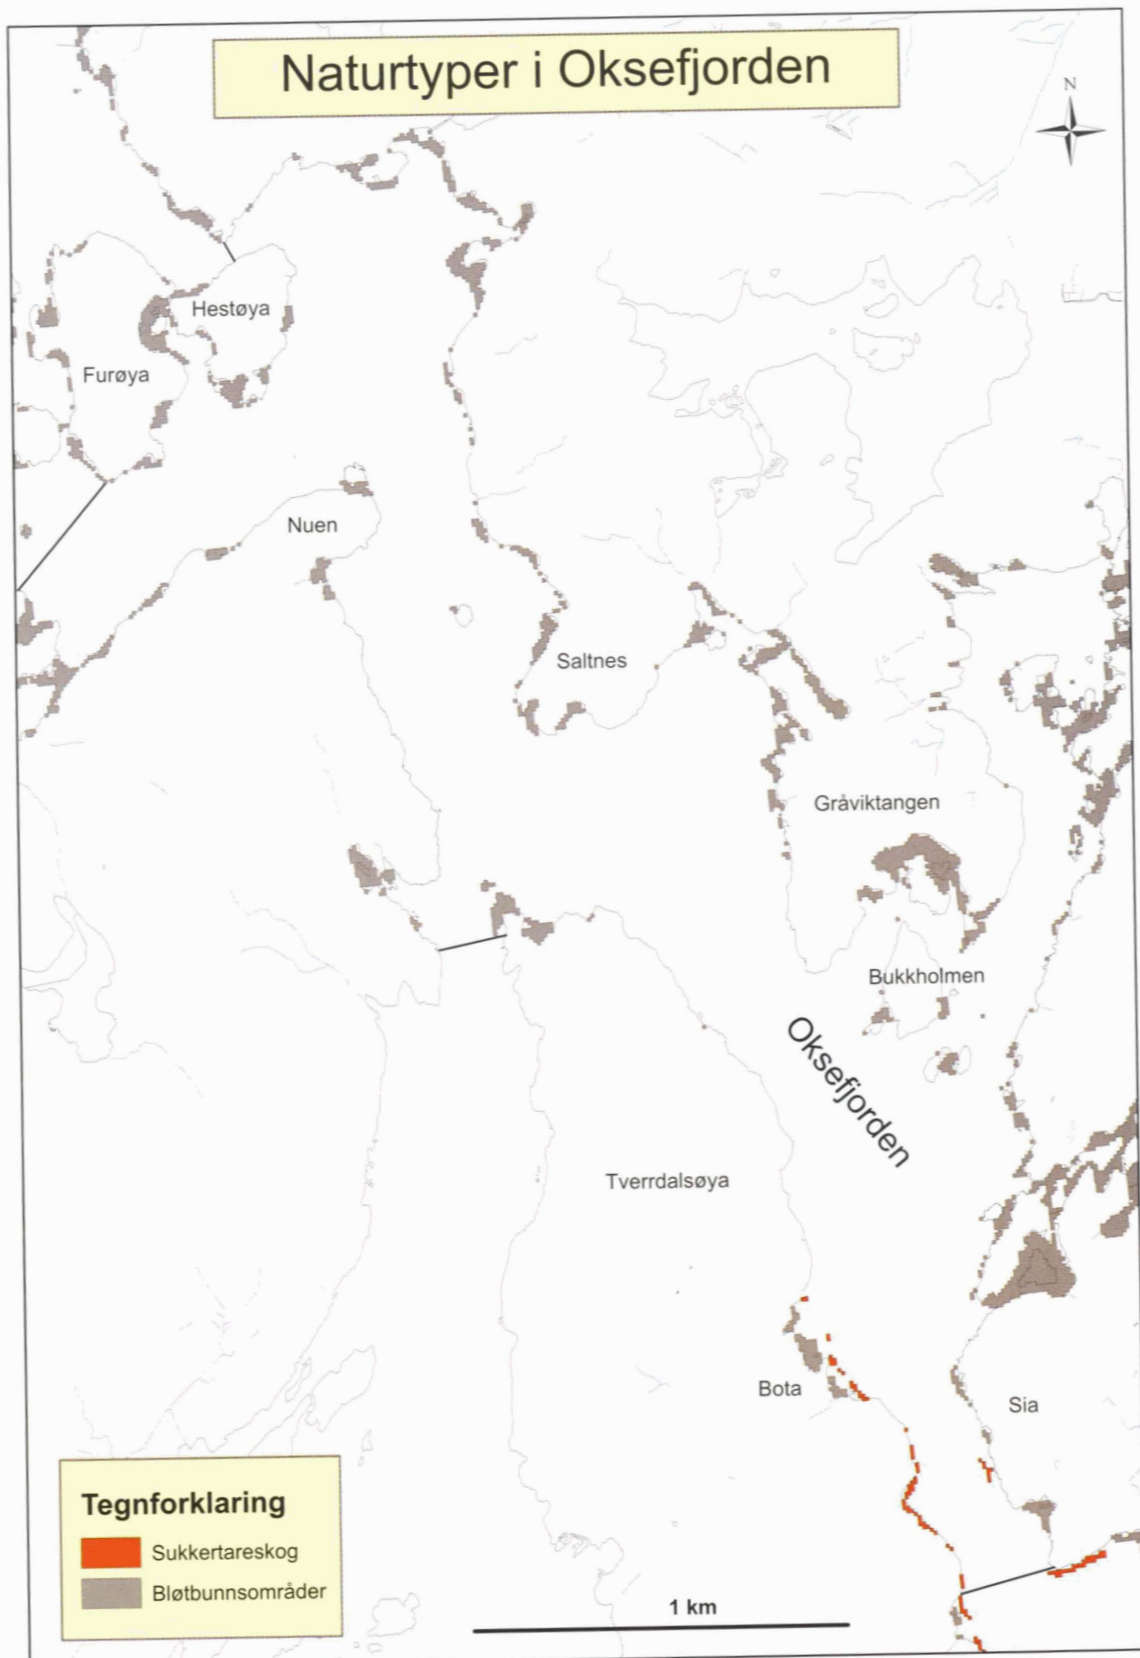 Naturtyper i Oksefjorden
N
Hestøya
Furøya
Nuen
Saltnes
Gråviktangen
Bukkholmen
Oksefjorden
Tverrdalsøya
Bota
Sia
Tegnforklaring
Sukkertareskog
Bløtbunnsområder
1 km